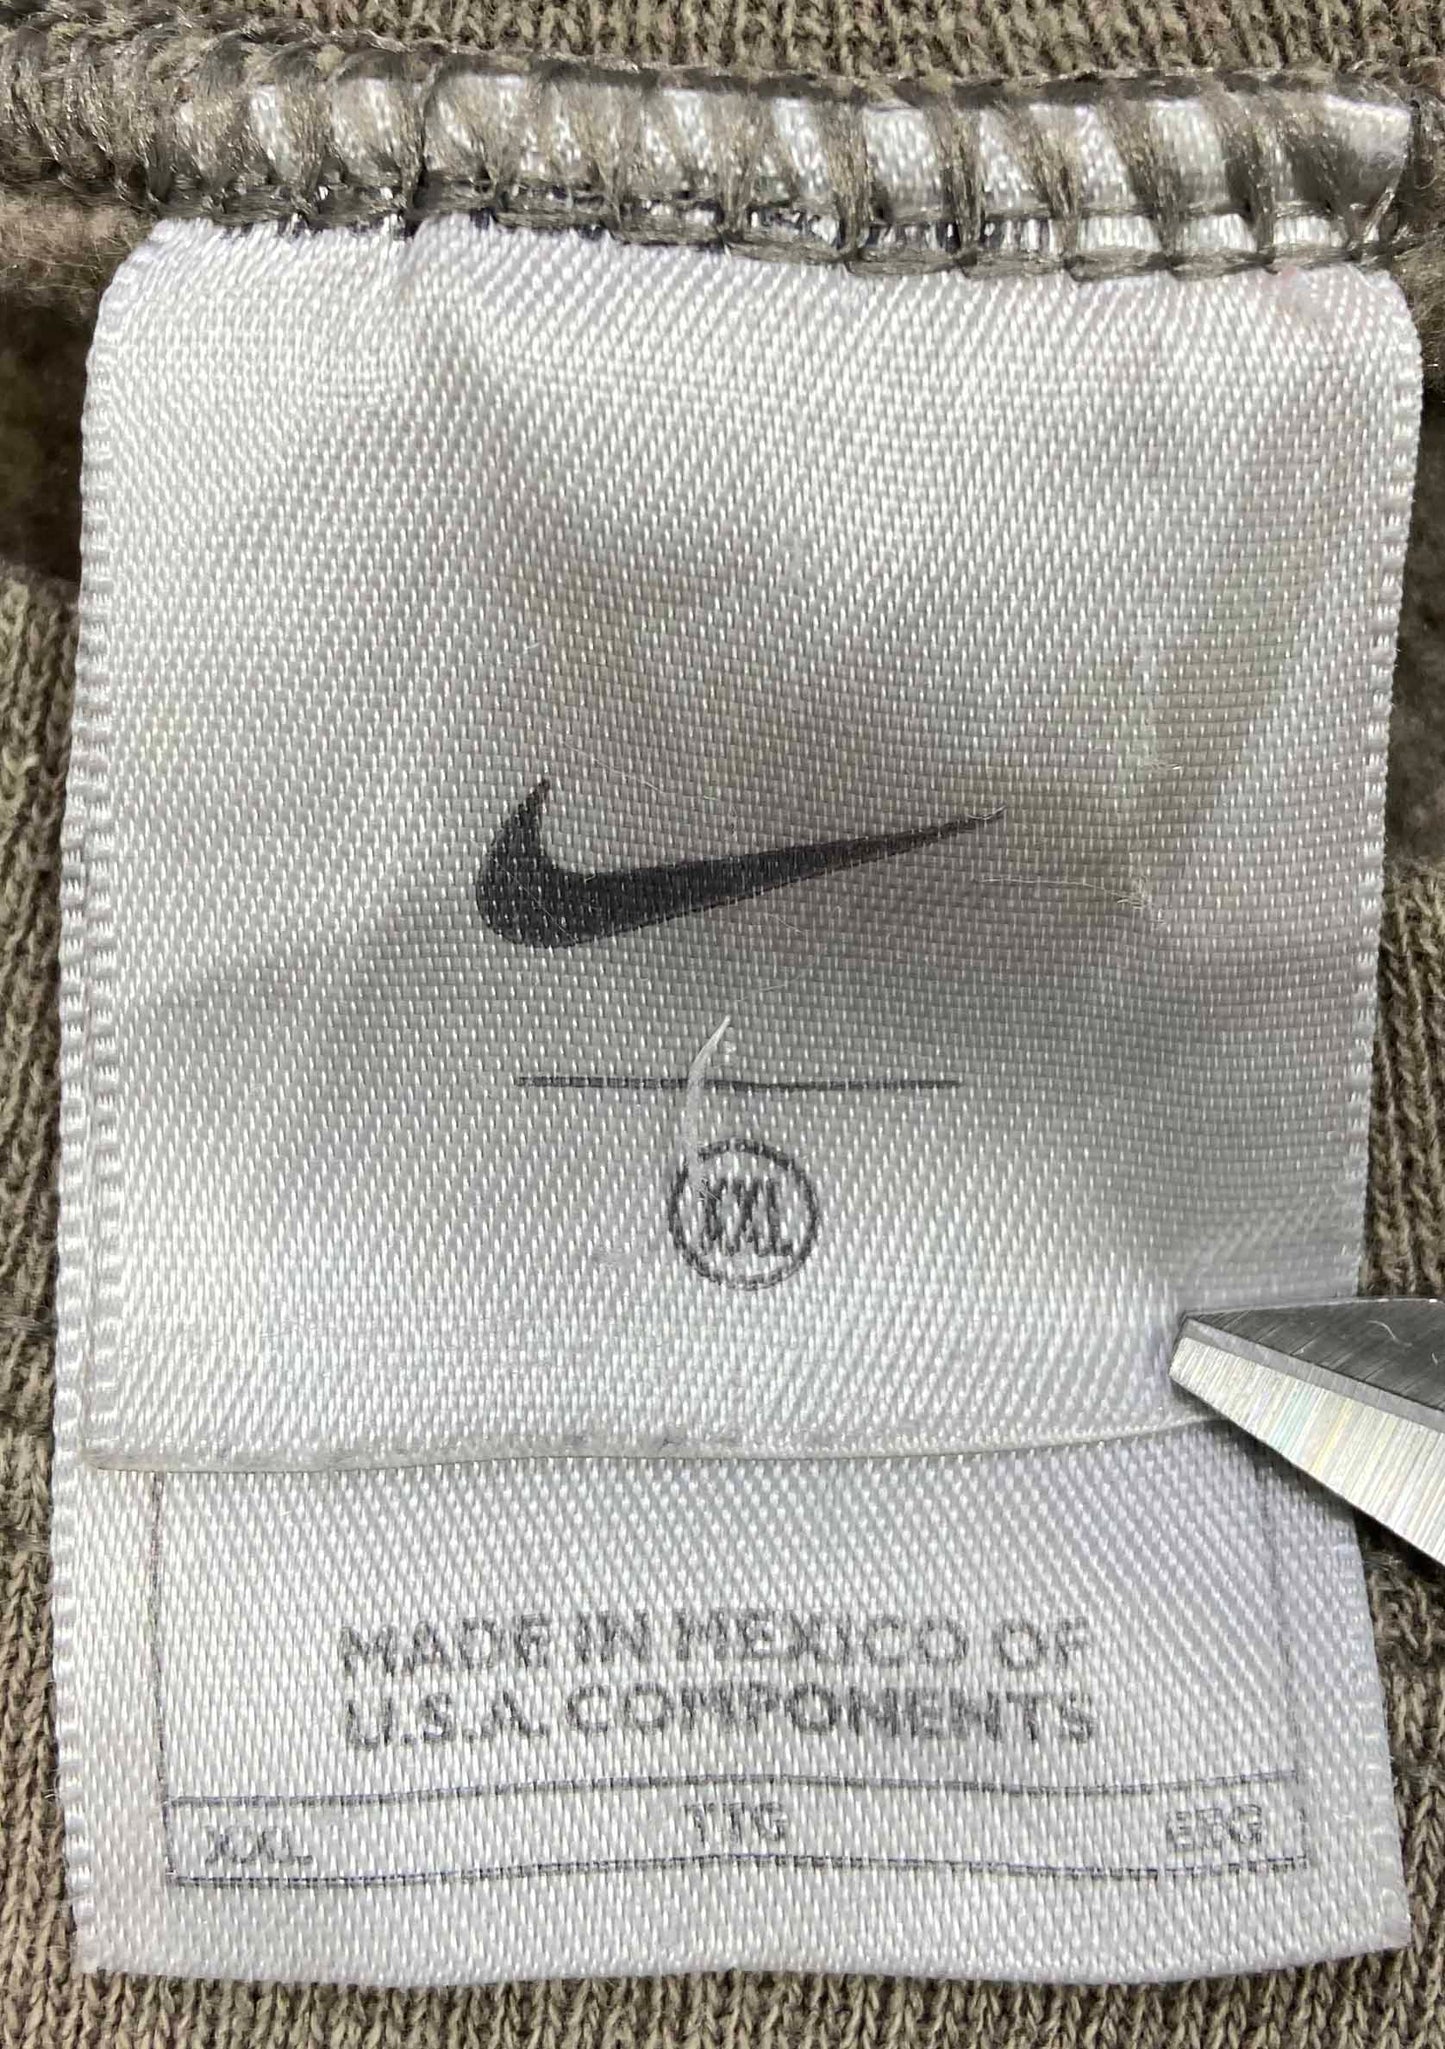 XXL
MADE IN MEXICO OF
U.S.A. COMPONENTS
XXL TTG EEG